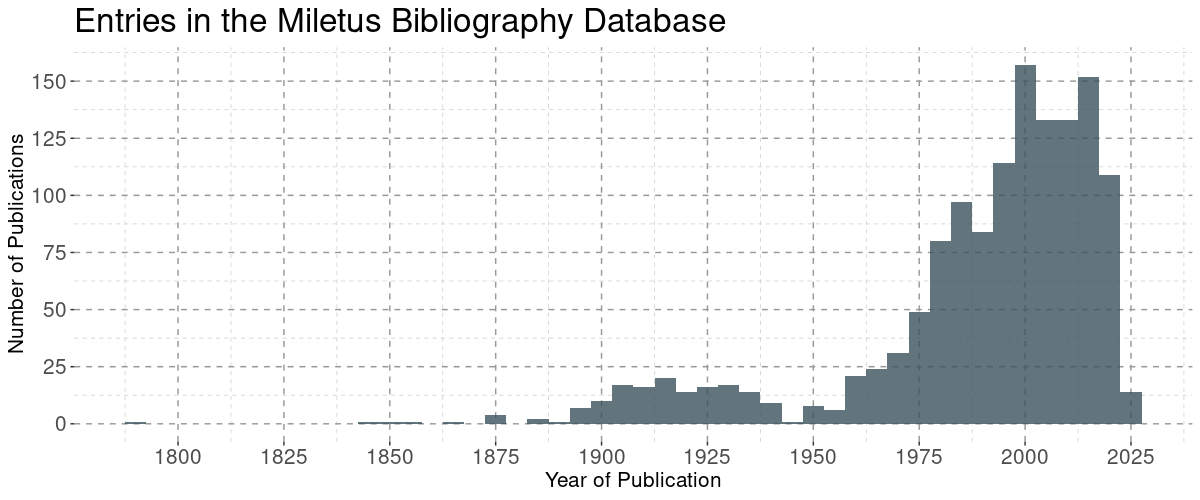 Entries in the Miletus Bibliography Database
Number of Publications
150
125
100
75
50
25
0
1800 1825 1850 1875 1900 1925 1950 1975 2000 2025
Year of Publication